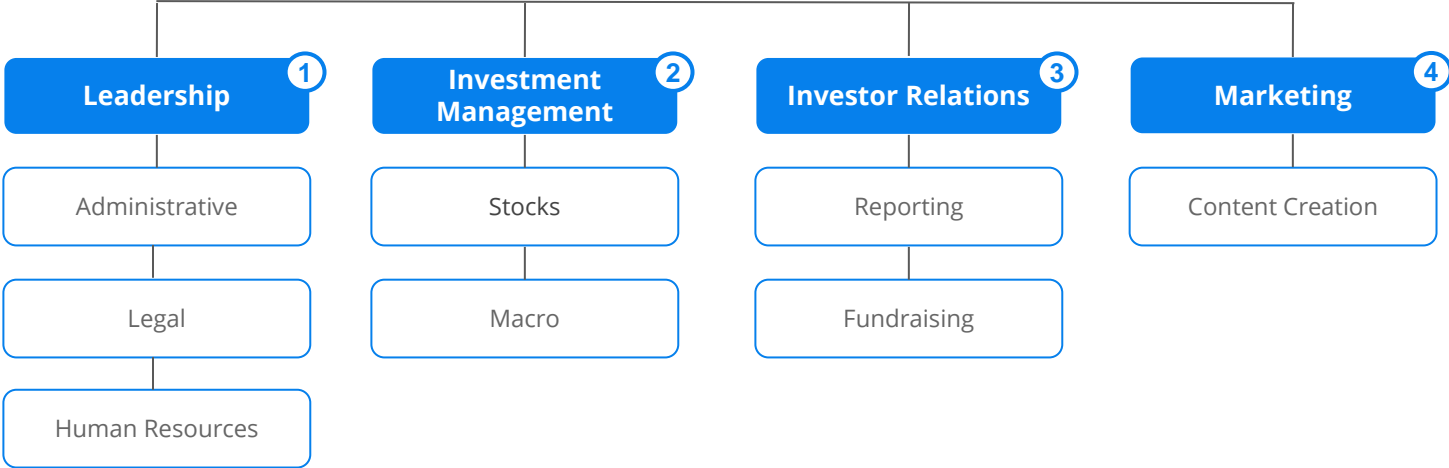 Leadership
1
Administrative
Legal
Human Resources
Investment
Management
2
Stocks
Macro
Investor Relations
3
Reporting
Fundraising
Marketing
4
Content Creation